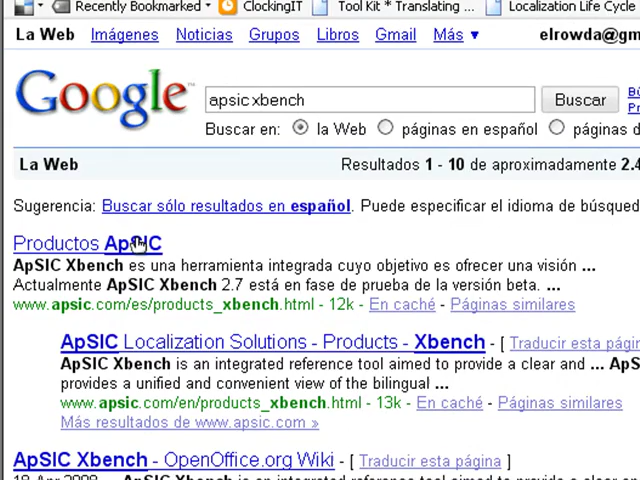 Recently Bookmarked ClockingIT Tool Kit * Translating ... Localization Life Cycle
La Web Imágenes Noticias Grupos Libros Gmail Más ▼ elrowda@gm
Google
apsic xbench Buscar
Buscar en: la Web páginas en español páginas d
La Web Resultados 1 - 10 de aproximadamente 2.4
Sugerencia: Buscar sólo resultados en español. Puede especificar el idioma de búsqued
Productos ApSIC
ApSIC Xbench es una herramienta integrada cuyo objetivo es ofrecer una visión ...
Actualmente ApSIC Xbench 2.7 está en fase de prueba de la versión beta. ...
www.apsic.com/es/products_xbench.html - 12k - En caché - Páginas similares
ApSIC Localization Solutions - Products - Xbench - [ Traducir esta págin
ApSIC Xbench is an integrated reference tool aimed to provide a clear and ... ApS
provides a unified and convenient view of the bilingual ...
www.apsic.com/en/products_xbench.html - 13k - En caché - Páginas similares
Más resultados de www.apsic.com »
ApSIC Xbench - OpenOffice.org Wiki - [ Traducir esta página ]